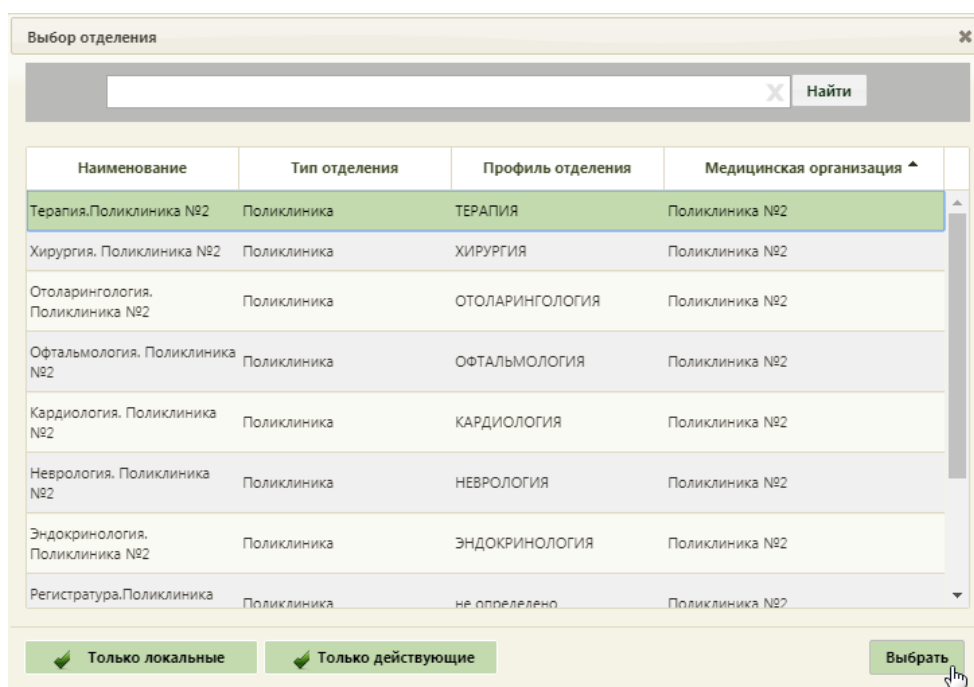 Выбор отделения
Найти
Наименование Тип отделения Профиль отделения Медицинская организация
Терапия.Поликлиника №2 Поликлиника ТЕРАПИЯ Поликлиника №2
Хирургия. Поликлиника №2 Поликлиника ХИРУРГИЯ Поликлиника №2
Отоларингология.
Поликлиника №2 Поликлиника ОТОЛАРИНГОЛОГИЯ Поликлиника №2
Офтальмология. Поликлиника
№2 Поликлиника ОФТАЛЬМОЛОГИЯ Поликлиника №2
Кардиология. Поликлиника
№2 Поликлиника КАРДИОЛОГИЯ Поликлиника №2
Неврология. Поликлиника
№2 Поликлиника НЕВРОЛОГИЯ Поликлиника №2
Эндокринология.
Поликлиника №2 Поликлиника ЭНДОКРИНОЛОГИЯ Поликлиника №2
Регистратура.Поликлиника
Поликлиника не определено Поликлиника №2
Только локальные Только действующие Выбрать